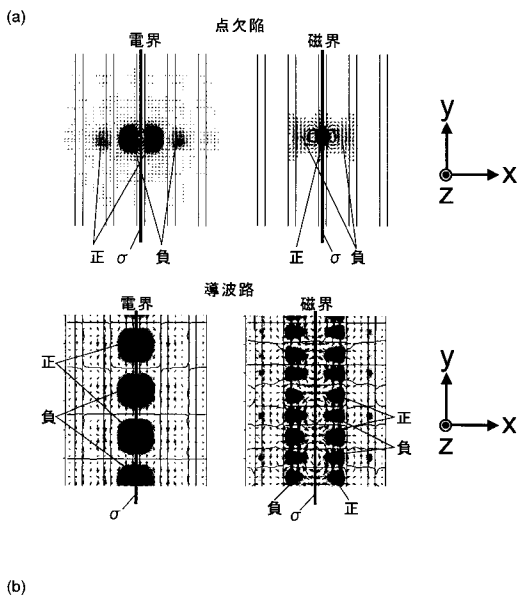 (a)
点欠陥
電界
磁界
y
x
z
正 σ 負
正 σ 負
導波路
電界
磁界
正
負
正
負
y
x
z
σ
負 σ 正
(b)